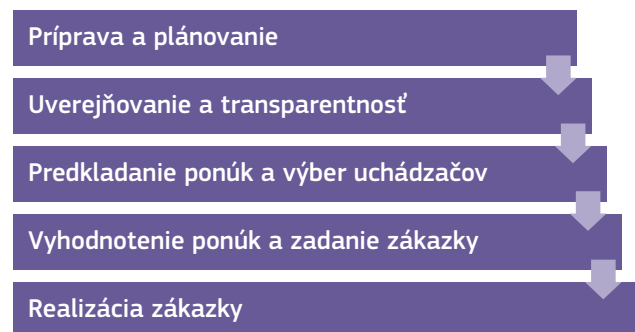 Príprava a plánovanie
Uverejňovanie a transparentnosť
Predkladanie ponúk a výber uchádzačov
Vyhodnotenie ponúk a zadanie zákazky
Realizácia zákazky